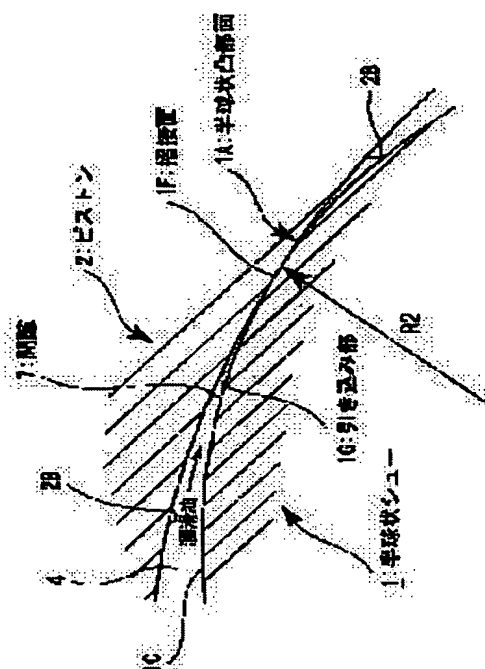 2:ピストン
1F:摺接面
1A:半球状凸部面
2B
7:間隙
2B
4
潤滑油
1C
1G:引き込み部
R2
1:半球状シュー